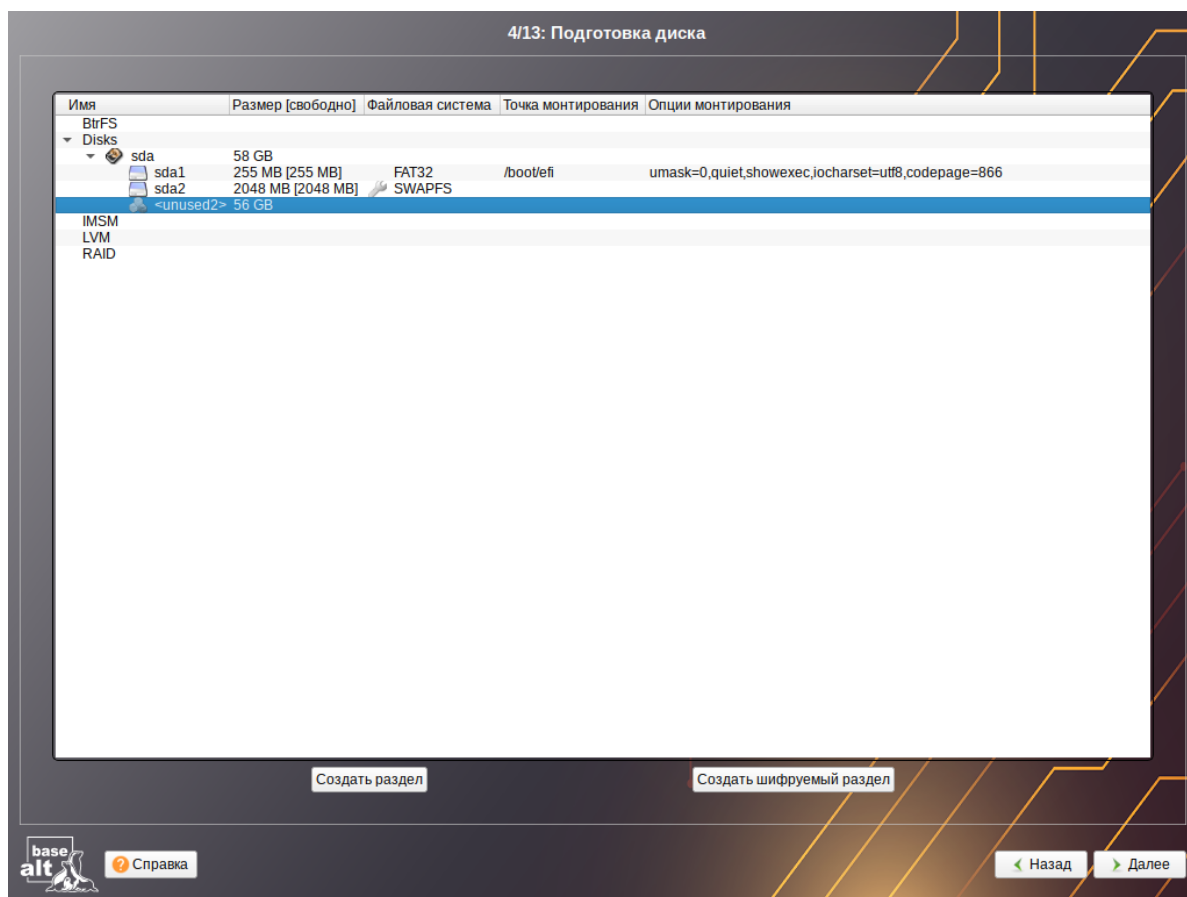 4/13: Подготовка диска
Имя Размер [свободно] Файловая система Точка монтирования Опции монтирования
BtrFS
Disks
sda 58 GB
sda1 255 MB [255 MB] FAT32 /boot/efi umask=0,quiet,showexec,iocharset=utf8,codepage=866
sda2 2048 MB [2048 MB] SWAPFS
<unused2> 56 GB
IMSM
LVM
RAID
Создать раздел Создать шифруемый раздел
base
alt Справка Назад Далее